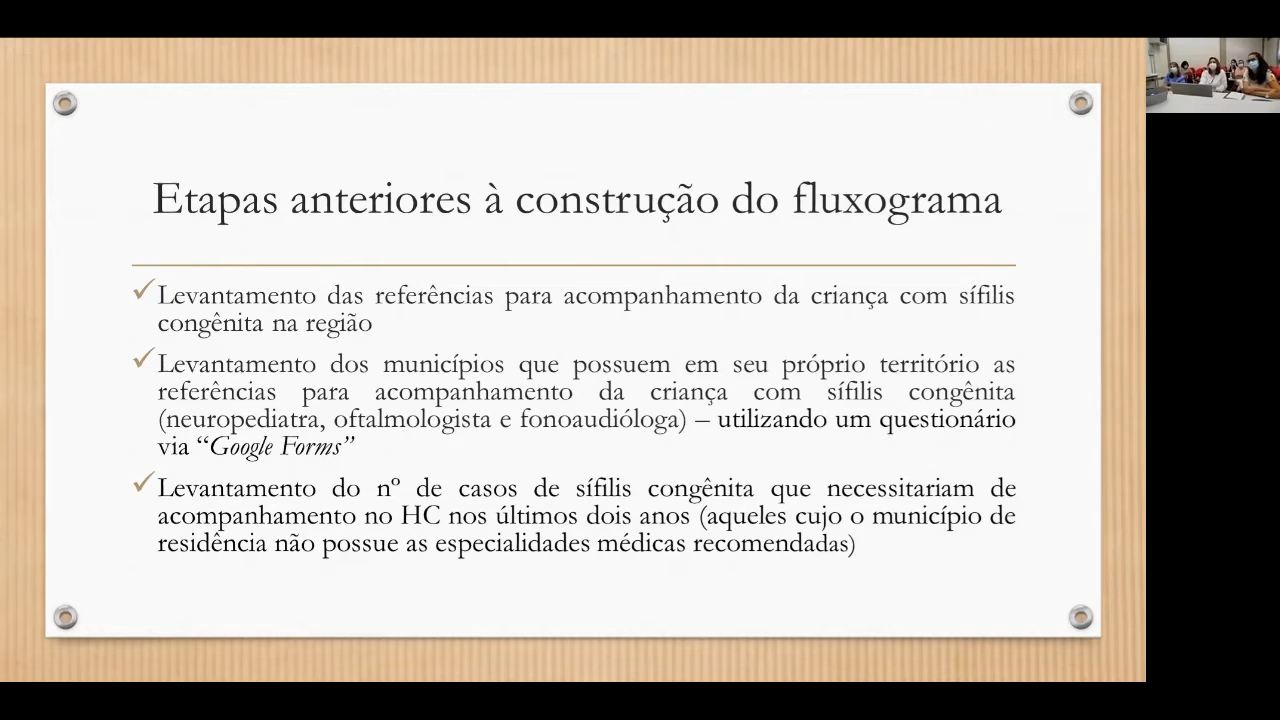 Etapas anteriores à construção do fluxograma
Levantamento das referências para acompanhamento da criança com sífilis
congênita na região
Levantamento dos municípios que possuem em seu próprio território as
referências para acompanhamento da criança com sífilis congênita
(neuropediatra, oftalmologista e fonoaudióloga) – utilizando um questionário
via “Google Forms”
Levantamento do nº de casos de sífilis congênita que necessitariam de
acompanhamento no HC nos últimos dois anos (aqueles cujo o município de
residência não possue as especialidades médicas recomendadas)